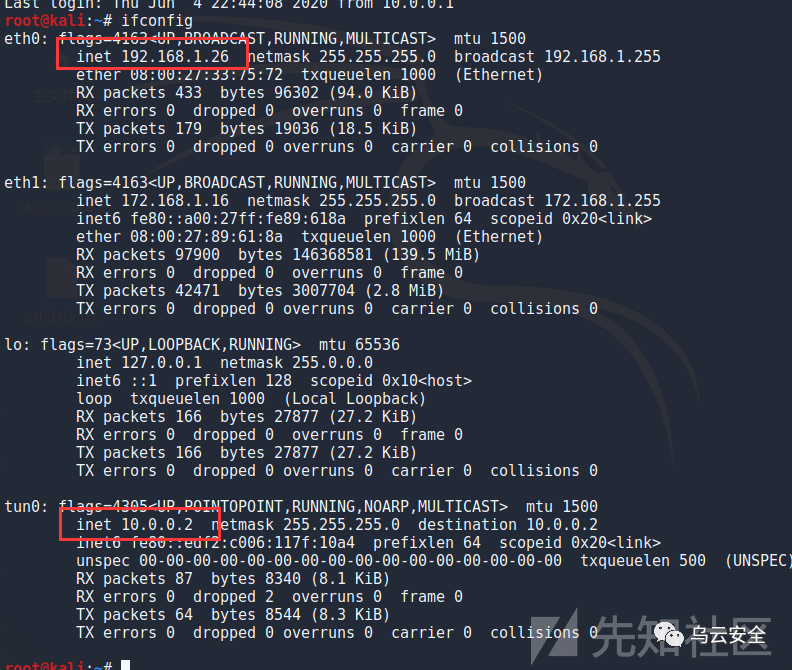 Last login: Thu Jun  4 22:44:08 2020 from 10.0.0.1
root@kali:~# ifconfig
eth0: flags=4163<UP,BROADCAST,RUNNING,MULTICAST>  mtu 1500
        inet 192.168.1.26  netmask 255.255.255.0  broadcast 192.168.1.255
        ether 08:00:27:33:75:72  txqueuelen 1000  (Ethernet)
        RX packets 433  bytes 96302 (94.0 KiB)
        RX errors 0  dropped 0  overruns 0  frame 0
        TX packets 179  bytes 19036 (18.5 KiB)
        TX errors 0  dropped 0 overruns 0  carrier 0  collisions 0

eth1: flags=4163<UP,BROADCAST,RUNNING,MULTICAST>  mtu 1500
        inet 172.168.1.16  netmask 255.255.255.0  broadcast 172.168.1.255
        inet6 fe80::a00:27ff:fe89:618a  prefixlen 64  scopeid 0x20<link>
        ether 08:00:27:89:61:8a  txqueuelen 1000  (Ethernet)
        RX packets 97900  bytes 146368581 (139.5 MiB)
        RX errors 0  dropped 0  overruns 0  frame 0
        TX packets 42471  bytes 3007704 (2.8 MiB)
        TX errors 0  dropped 0 overruns 0  carrier 0  collisions 0

lo: flags=73<UP,LOOPBACK,RUNNING>  mtu 65536
        inet 127.0.0.1  netmask 255.0.0.0
        inet6 ::1  prefixlen 128  scopeid 0x10<host>
        loop  txqueuelen 1000  (Local Loopback)
        RX packets 166  bytes 27877 (27.2 KiB)
        RX errors 0  dropped 0  overruns 0  frame 0
        TX packets 166  bytes 27877 (27.2 KiB)
        TX errors 0  dropped 0 overruns 0  carrier 0  collisions 0

tun0: flags=4305<UP,POINTOPOINT,RUNNING,NOARP,MULTICAST>  mtu 1500
        inet 10.0.0.2  netmask 255.255.255.0  destination 10.0.0.2
        inet6 fe80::edf2:c006:117f:10a4  prefixlen 64  scopeid 0x20<link>
        unspec 00-00-00-00-00-00-00-00-00-00-00-00-00-00-00-00  txqueuelen 500  (UNSPEC)
        RX packets 87  bytes 8340 (8.1 KiB)
        RX errors 0  dropped 2  overruns 0  frame 0
        TX packets 64  bytes 8544 (8.3 KiB)
        TX errors 0  dropped 0 overruns 0  carrier 0  collisions 0
先知社区
乌云安全
root@kali:~#